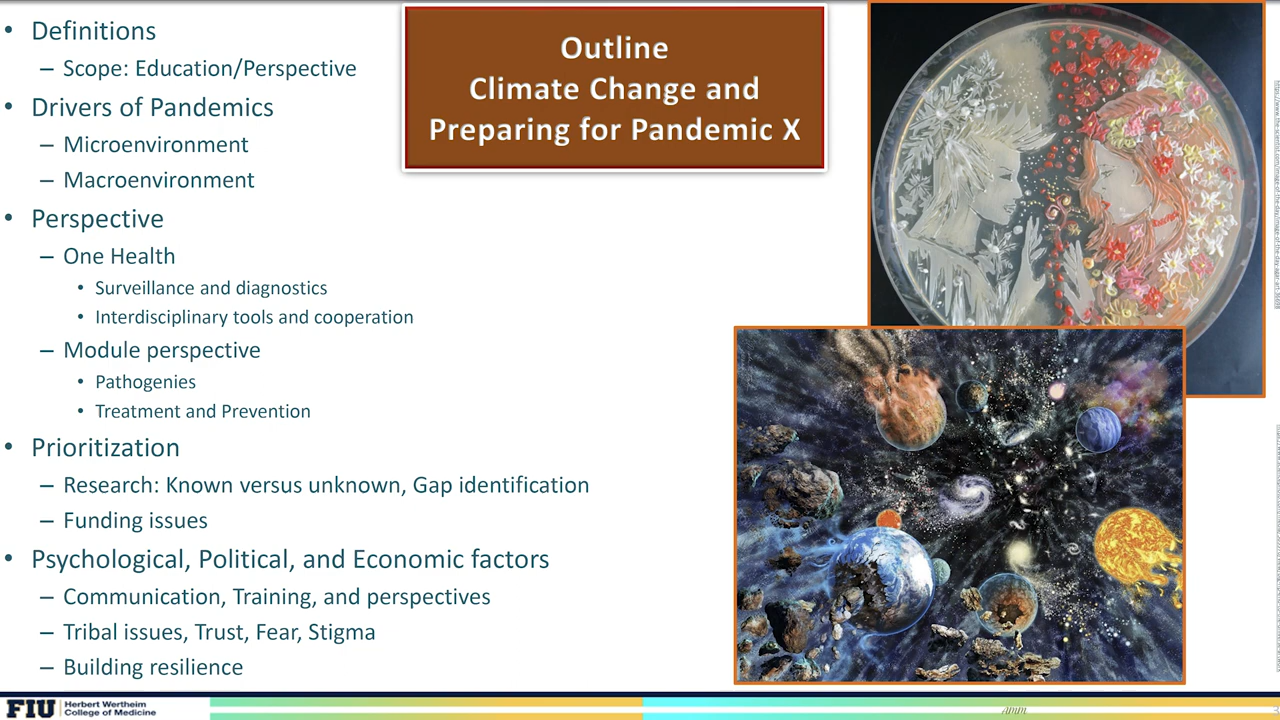 Outline
Climate Change and
Preparing for Pandemic X
• Definitions
– Scope: Education/Perspective
• Drivers of Pandemics
– Microenvironment
– Macroenvironment
• Perspective
– One Health
• Surveillance and diagnostics
• Interdisciplinary tools and cooperation
– Module perspective
• Pathogenies
• Treatment and Prevention
• Prioritization
– Research: Known versus unknown, Gap identification
– Funding issues
• Psychological, Political, and Economic factors
– Communication, Training, and perspectives
– Tribal issues, Trust, Fear, Stigma
– Building resilience
FIU
Herbert Wertheim
College of Medicine
3